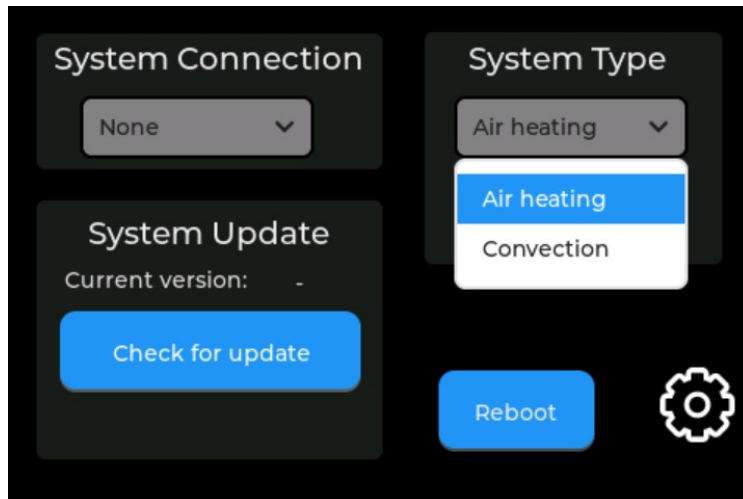 System Connection
None
System Type
Air heating
Air heating
Convection
System Update
Current version: -
Check for update
Reboot